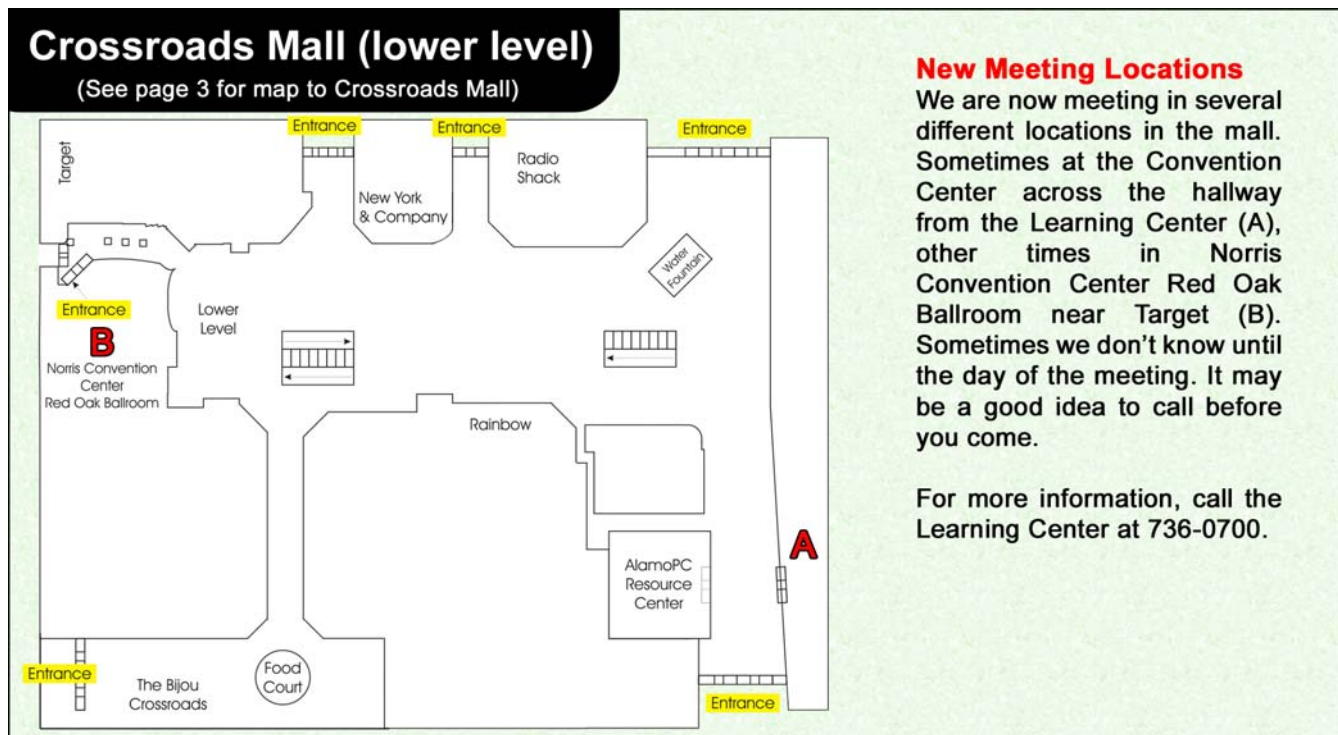 Crossroads Mall (lower level)
(See page 3 for map to Crossroads Mall)
Entrance
Entrance
Entrance
Target
New York
& Company
Radio
Shack
Water
Fountain
Entrance
B
Norris Convention
Center
Red Oak Ballroom
Lower
Level
Rainbow
A
AlamoPC
Resource
Center
Entrance
The Bijou
Crossroads
Food
Court
Entrance
New Meeting Locations
We are now meeting in several
different locations in the mall.
Sometimes at the Convention
Center across the hallway
from the Learning Center (A),
other times in Norris
Convention Center Red Oak
Ballroom near Target (B).
Sometimes we don't know until
the day of the meeting. It may
be a good idea to call before
you come.
For more information, call the
Learning Center at 736-0700.